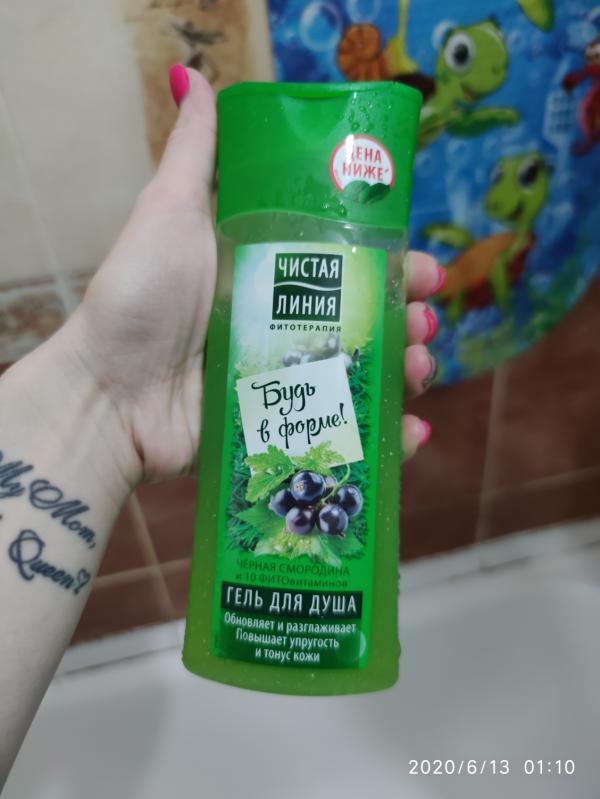 ЦЕНА
НИЖЕ*
ЧИСТАЯ
ЛИНИЯ
ФИТОТЕРАПИЯ
Будь
в форме!
ЧЁРНАЯ СМОРОДИНА
и 10 ФИТОвитаминов
ГЕЛЬ ДЛЯ ДУША
Обновляет и разглаживает
Повышает упругость
и тонус кожи
My Mom,
Queen♡
2020/6/13 01:10